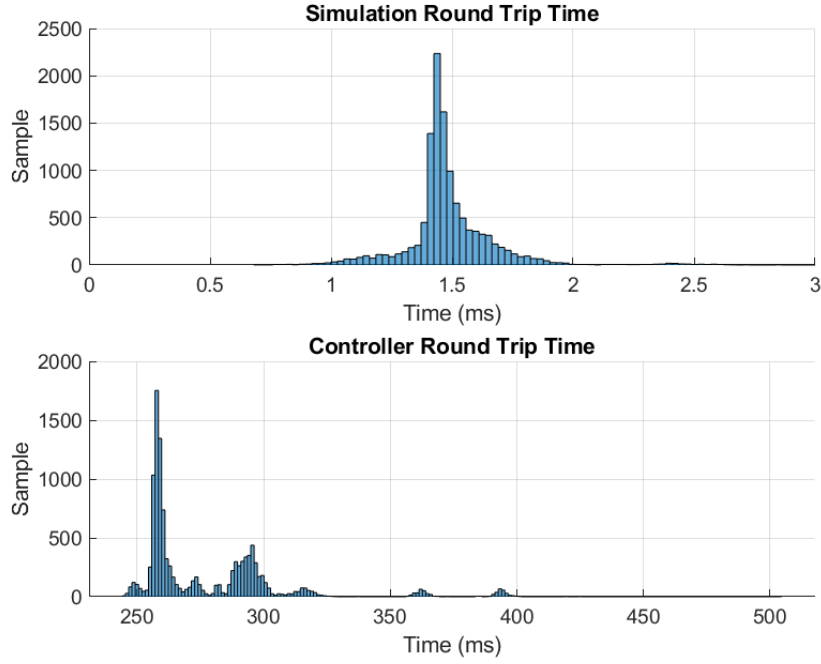 Simulation Round Trip Time
2500
2000
1500
1000
500
0
Sample
0 0.5 1 1.5 2 2.5 3
Time (ms)
Controller Round Trip Time
2000
1500
1000
500
0
Sample
250 300 350 400 450 500
Time (ms)